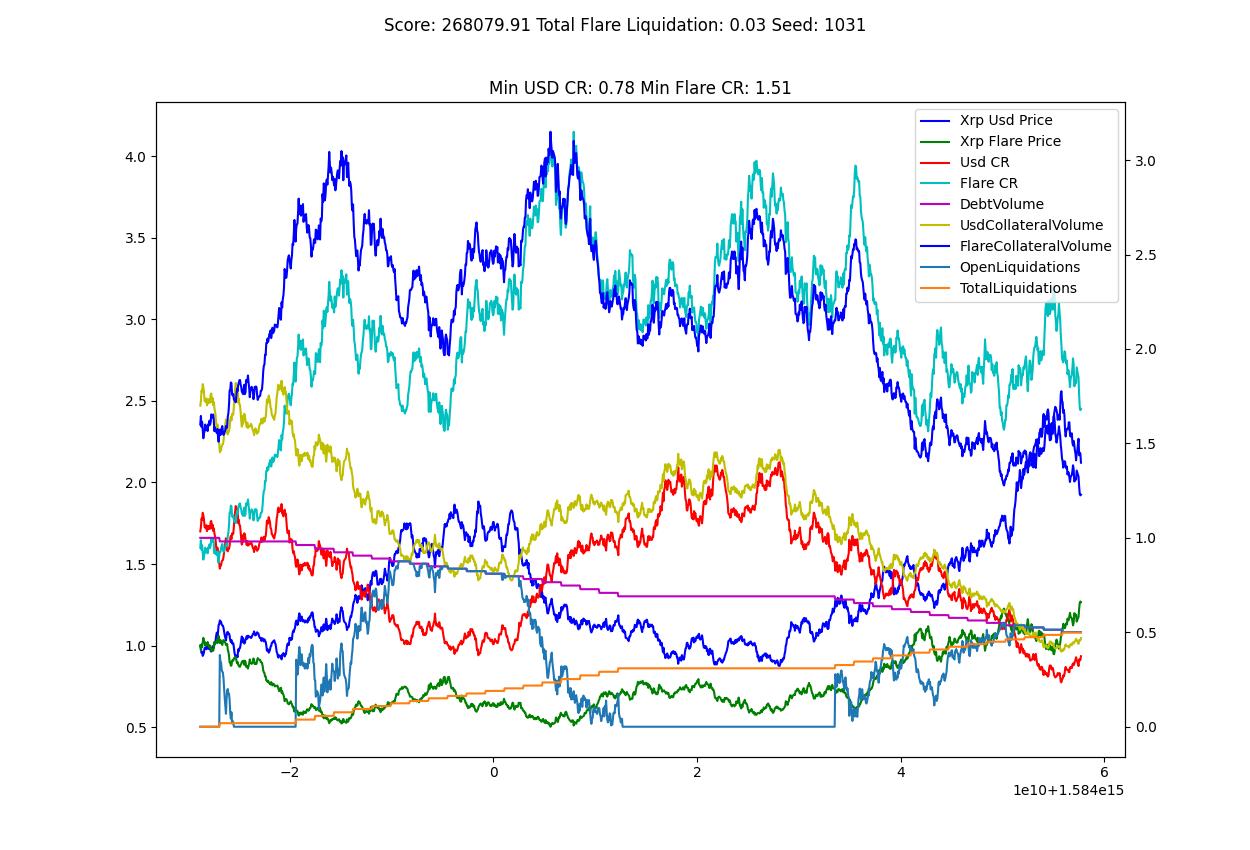 Score: 268079.91 Total Flare Liquidation: 0.03 Seed: 1031
Min USD CR: 0.78 Min Flare CR: 1.51
Xrp Usd Price
Xrp Flare Price
Usd CR
Flare CR
DebtVolume
UsdCollateralVolume
FlareCollateralVolume
OpenLiquidations
TotalLiquidations
4.0
3.5
3.0
2.5
2.0
1.5
1.0
0.5
3.0
2.5
2.0
1.5
1.0
0.5
0.0
−2 0 2 4 6
1e10+1.584e15